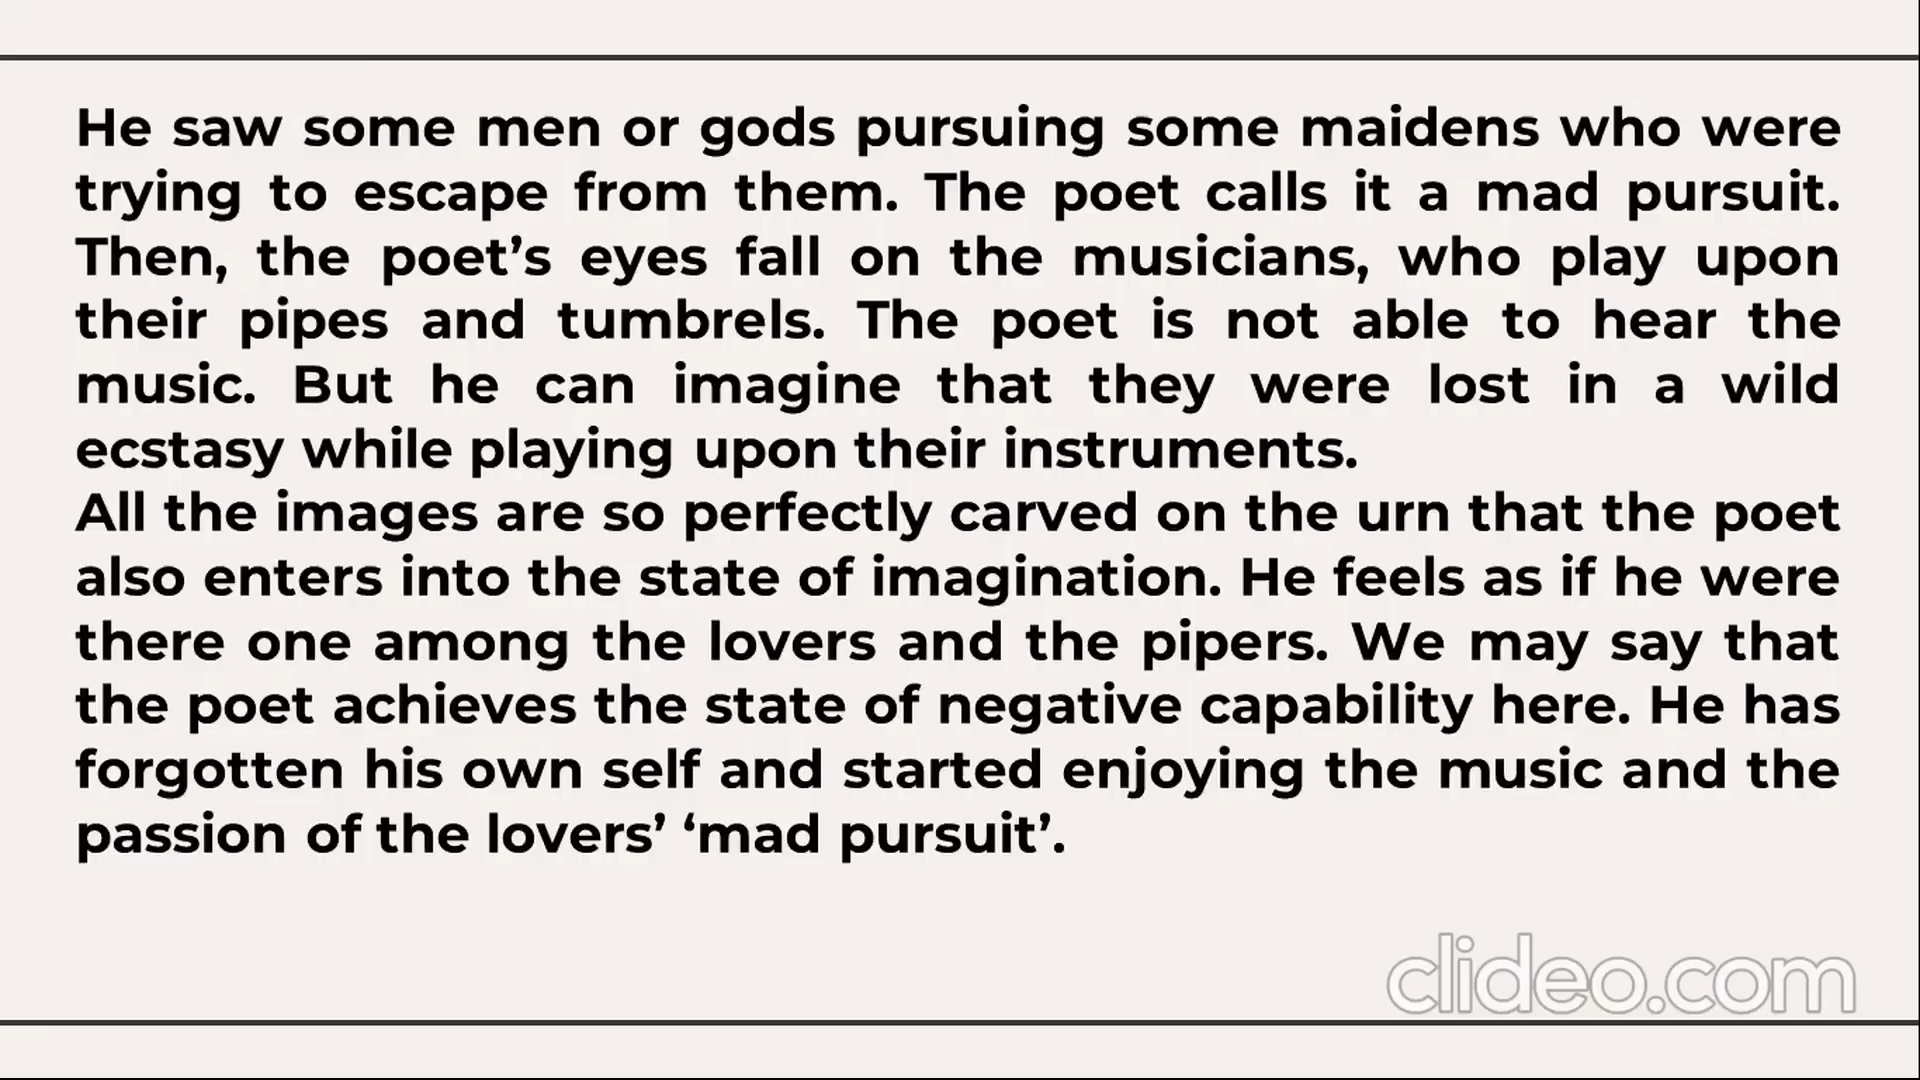 He saw some men or gods pursuing some maidens who were
trying to escape from them. The poet calls it a mad pursuit.
Then, the poet’s eyes fall on the musicians, who play upon
their pipes and tumbrels. The poet is not able to hear the
music. But he can imagine that they were lost in a wild
ecstasy while playing upon their instruments.
All the images are so perfectly carved on the urn that the poet
also enters into the state of imagination. He feels as if he were
there one among the lovers and the pipers. We may say that
the poet achieves the state of negative capability here. He has
forgotten his own self and started enjoying the music and the
passion of the lovers’ ‘mad pursuit’.
clideo.com